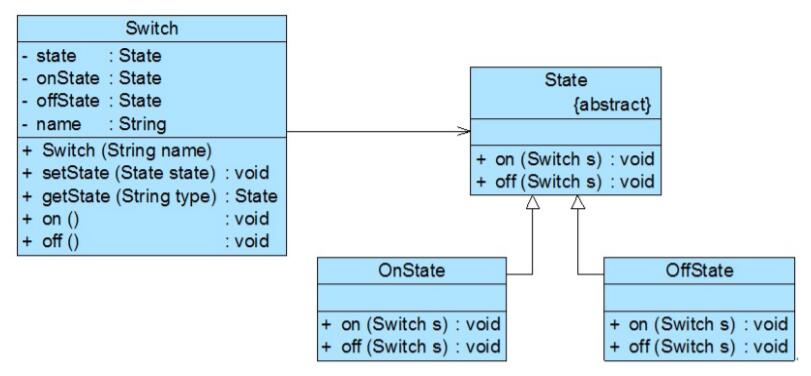 Switch
- state : State
- onState : State
- offState : State
- name : String
+ Switch (String name)
+ setState (State state) : void
+ getState (String type) : State
+ on () : void
+ off () : void
State
{abstract}
+ on (Switch s) : void
+ off (Switch s) : void
OnState
+ on (Switch s) : void
+ off (Switch s) : void
OffState
+ on (Switch s) : void
+ off (Switch s) : void